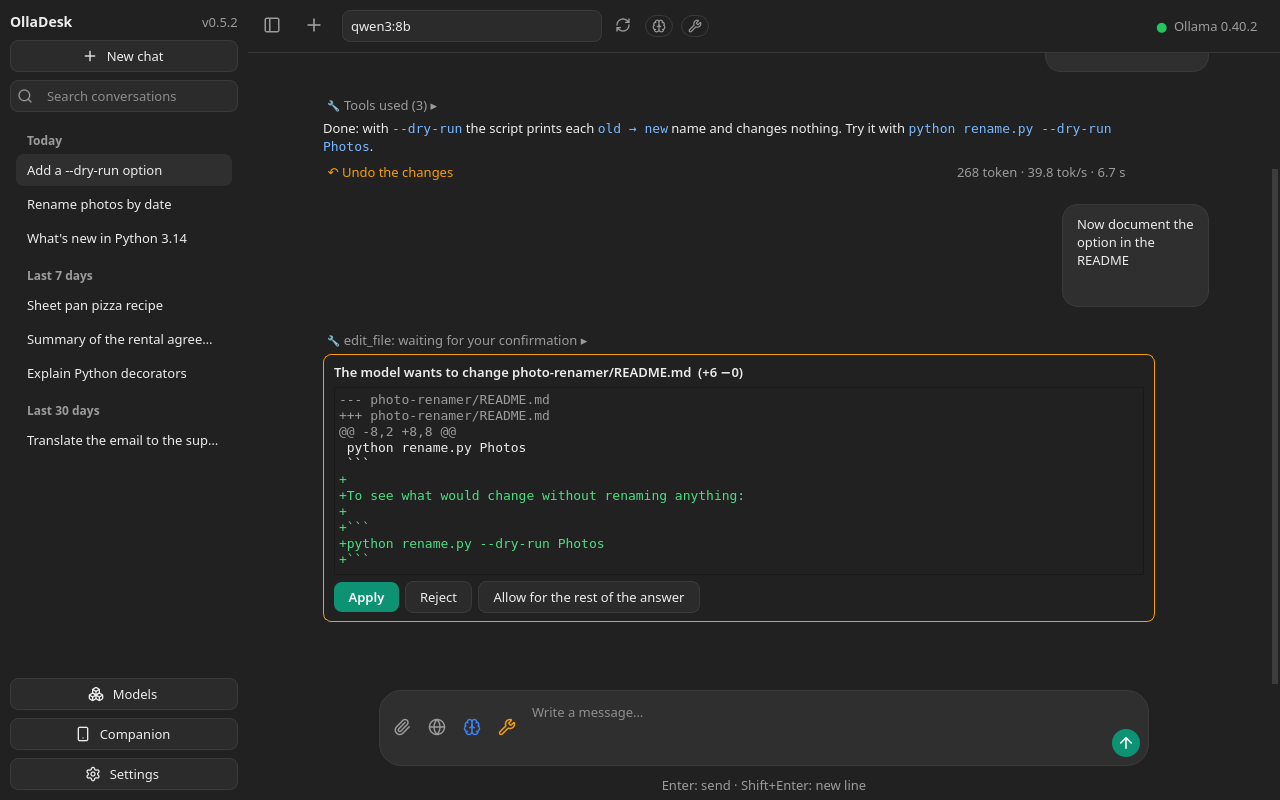 OllaDesk
v0.5.2
New chat
Search conversations
Today
Add a --dry-run option
Rename photos by date
What's new in Python 3.14
Last 7 days
Sheet pan pizza recipe
Summary of the rental agree...
Explain Python decorators
Last 30 days
Translate the email to the sup...
Models
Companion
Settings
qwen3:8b
Ollama 0.40.2
Tools used (3) ▸
Done: with --dry-run the script prints each old → new name and changes nothing. Try it with python rename.py --dry-run
Photos.
↶ Undo the changes
268 token · 39.8 tok/s · 6.7 s
Now document the
option in the
README
edit_file: waiting for your confirmation ▸
The model wants to change photo-renamer/README.md (+6 −0)
--- photo-renamer/README.md
+++ photo-renamer/README.md
@@ -8,2 +8,8 @@
 python rename.py Photos
 ```
+
+To see what would change without renaming anything:
+
+```
+python rename.py --dry-run Photos
+```
Apply
Reject
Allow for the rest of the answer
Write a message...
Enter: send · Shift+Enter: new line